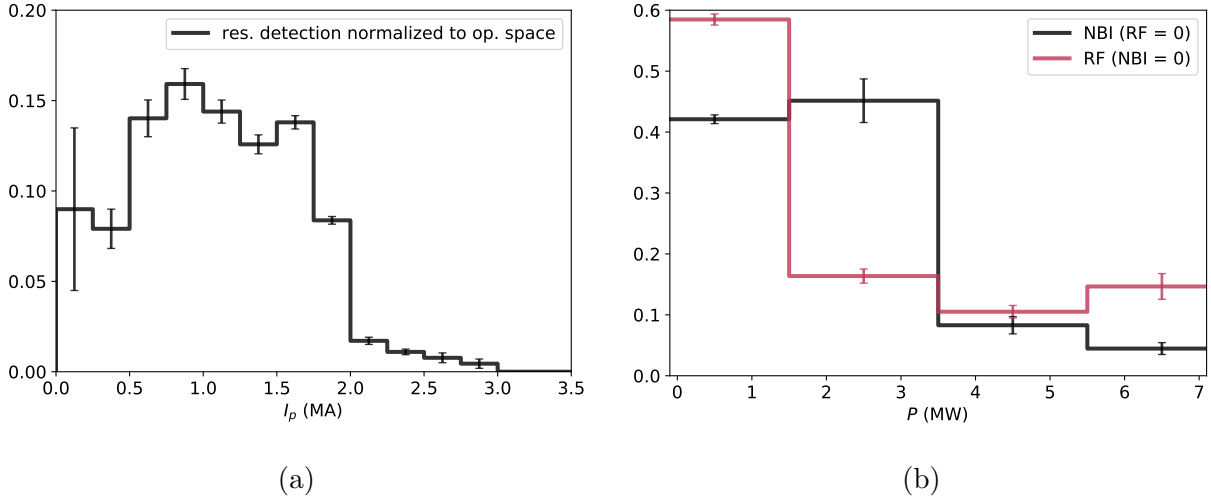 0.20
0.15
0.10
0.05
0.00
res. detection normalized to op. space
0.0 0.5 1.0 1.5 2.0 2.5 3.0 3.5
Ip (MA)
(a)
0.6
0.5
0.4
0.3
0.2
0.1
0.0
NBI (RF = 0)
RF (NBI = 0)
0 1 2 3 4 5 6 7
P (MW)
(b)